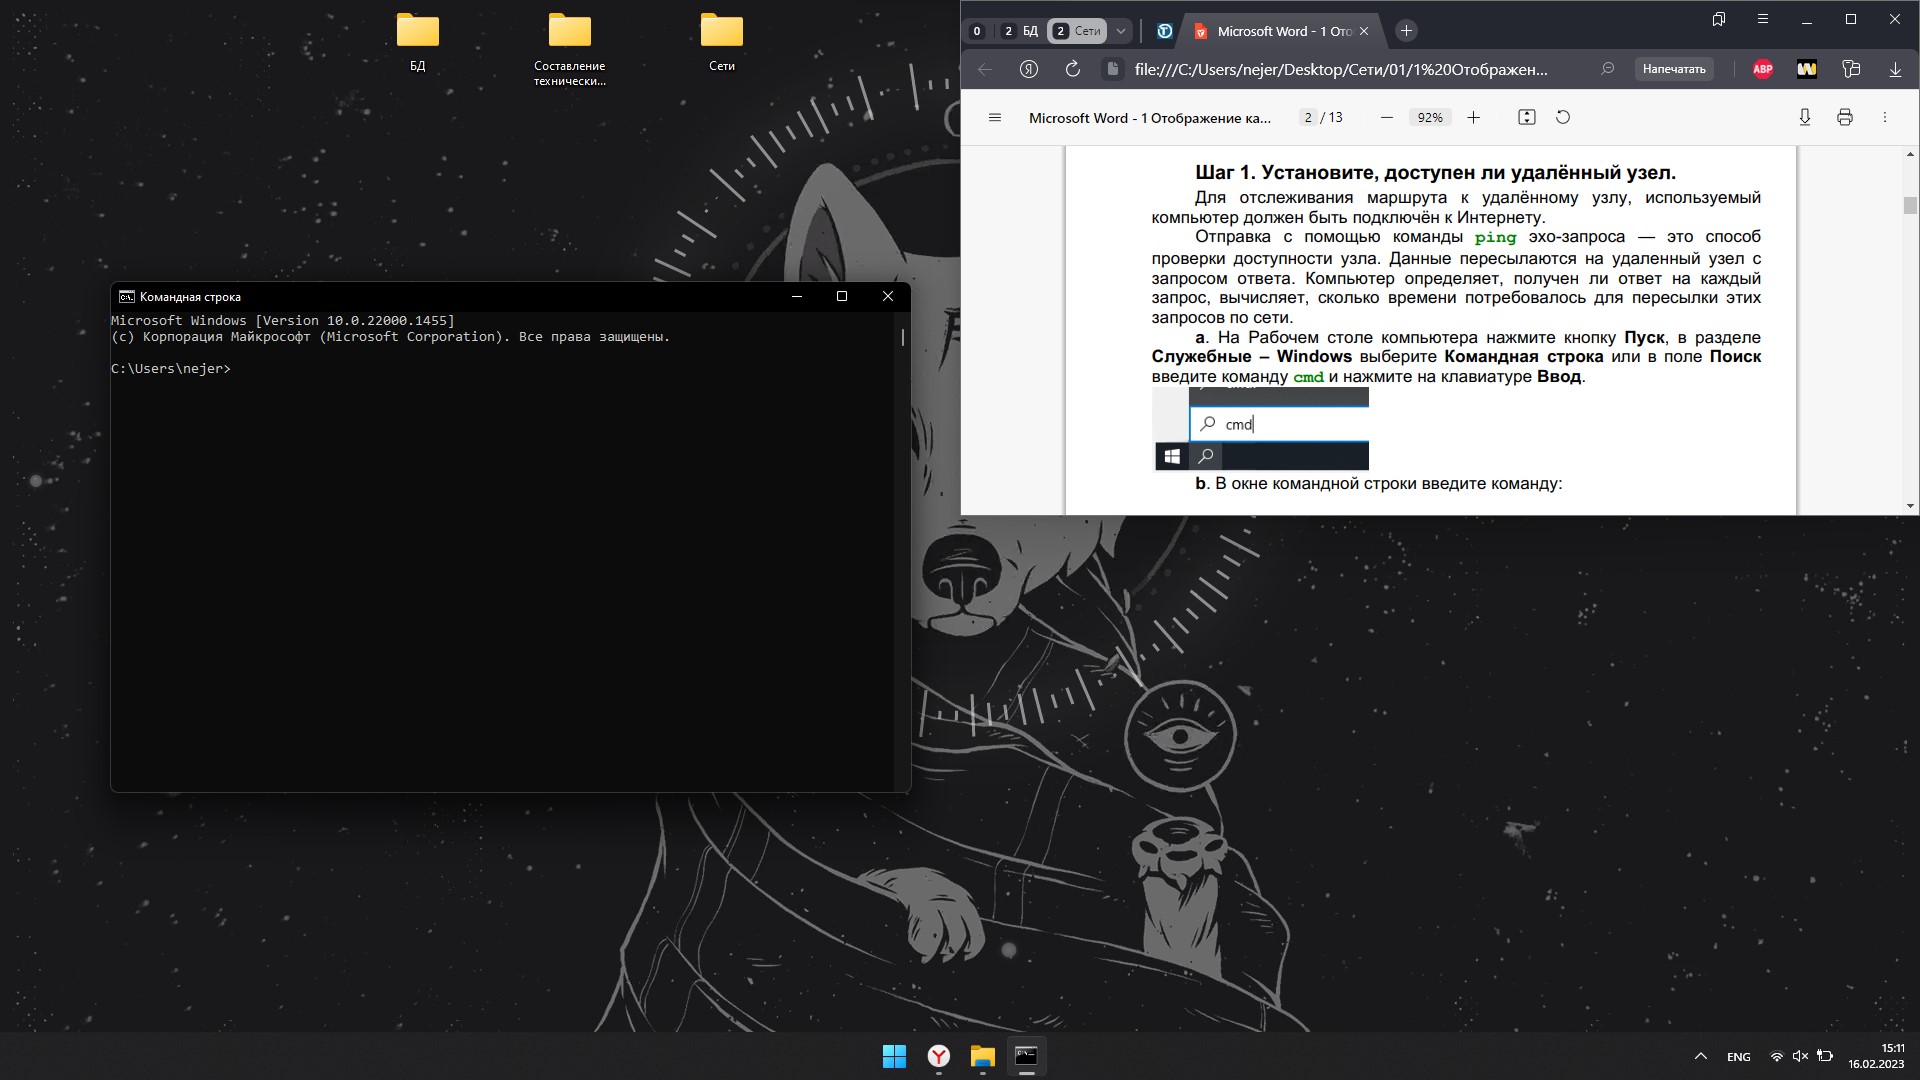 БД
Составление
технически...
Сети
0
2 БД
2 Сети
Microsoft Word - 1 Ото
file:///C:/Users/nejer/Desktop/Сети/01/1%20Отображен...
Напечатать
ABP
Microsoft Word - 1 Отображение ка...
2 / 13
92%
Шаг 1. Установите, доступен ли удалённый узел.
Для отслеживания маршрута к удалённому узлу, используемый
компьютер должен быть подключён к Интернету.
Отправка с помощью команды ping эхо-запроса — это способ
проверки доступности узла. Данные пересылаются на удаленный узел с
запросом ответа. Компьютер определяет, получен ли ответ на каждый
запрос, вычисляет, сколько времени потребовалось для пересылки этих
запросов по сети.
a. На Рабочем столе компьютера нажмите кнопку Пуск, в разделе
Служебные – Windows выберите Командная строка или в поле Поиск
введите команду cmd и нажмите на клавиатуре Ввод.
cmd
b. В окне командной строки введите команду:
Командная строка
Microsoft Windows [Version 10.0.22000.1455]
(c) Корпорация Майкрософт (Microsoft Corporation). Все права защищены.
C:\Users\nejer>
ENG
15:11
16.02.2023